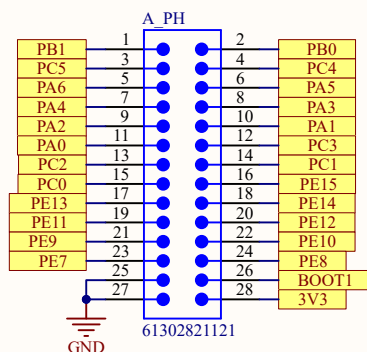 A_PH
PB1 1 2 PB0
PC5 3 4 PC4
PA6 5 6 PA5
PA4 7 8 PA3
PA2 9 10 PA1
PA0 11 12 PC3
PC2 13 14 PC1
PC0 15 16 PE15
PE13 17 18 PE14
PE11 19 20 PE12
PE9 21 22 PE10
PE7 23 24 PE8
25 26 BOOT1
27 28 3V3
61302821121
GND